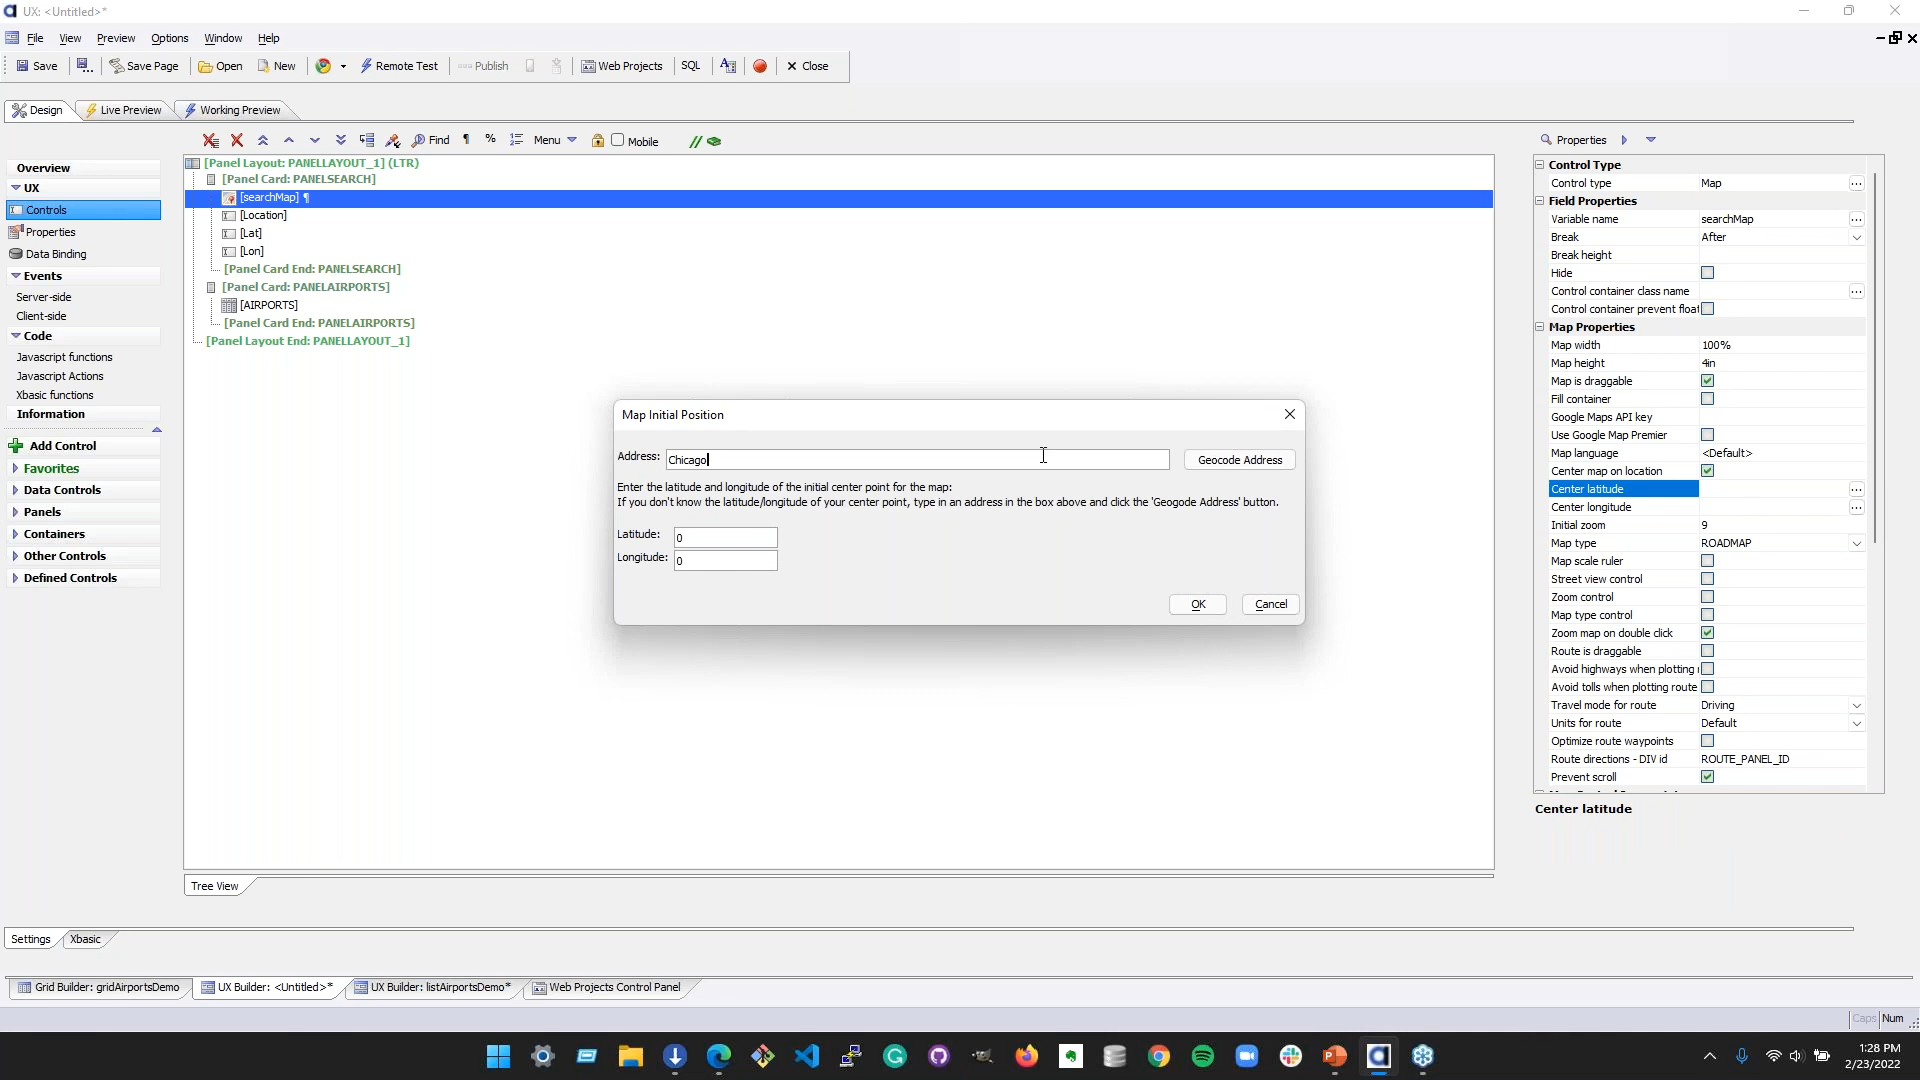 UX: <Untitled>*
File View Preview Options Window Help
Save Save Page Open New Remote Test Publish Web Projects SQL Close
Design Live Preview Working Preview
Find ¶ % Menu Mobile //
Properties
Overview
UX
Controls
Properties
Data Binding
Events
Server-side
Client-side
Code
Javascript functions
Javascript Actions
Xbasic functions
Information
Add Control
Favorites
Data Controls
Panels
Containers
Other Controls
Defined Controls
[Panel Layout: PANELLAYOUT_1] (LTR)
[Panel Card: PANELSEARCH]
[searchMap] ¶
[Location]
[Lat]
[Lon]
[Panel Card End: PANELSEARCH]
[Panel Card: PANELAIRPORTS]
[AIRPORTS]
[Panel Card End: PANELAIRPORTS]
[Panel Layout End: PANELLAYOUT_1]
Map Initial Position
Address: Chicago Geocode Address
Enter the latitude and longitude of the initial center point for the map:
If you don't know the latitude/longitude of your center point, type in an address in the box above and click the 'Geogode Address' button.
Latitude: 0
Longitude: 0
OK Cancel
Control Type
Control type Map ...
Field Properties
Variable name searchMap ...
Break After
Break height
Hide
Control container class name ...
Control container prevent float
Map Properties
Map width 100%
Map height 4in
Map is draggable
Fill container
Google Maps API key
Use Google Map Premier
Map language <Default>
Center map on location
Center latitude ...
Center longitude ...
Initial zoom 9
Map type ROADMAP
Map scale ruler
Street view control
Zoom control
Map type control
Zoom map on double click
Route is draggable
Avoid highways when plotting
Avoid tolls when plotting route
Travel mode for route Driving
Units for route Default
Optimize route waypoints
Route directions - DIV id ROUTE_PANEL_ID
Prevent scroll
Center latitude
Tree View
Settings Xbasic
Grid Builder: gridAirportsDemo UX Builder: <Untitled>* UX Builder: listAirportsDemo* Web Projects Control Panel
Caps Num
1:28 PM
2/23/2022